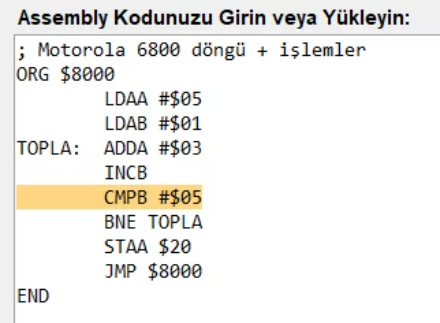 Assembly Kodunuzu Girin veya Yükleyin:
; Motorola 6800 döngü + işlemler
ORG $8000
LDAA #$05
LDAB #$01
TOPLA: ADDA #$03
INCB
CMPB #$05
BNE TOPLA
STAA $20
JMP $8000
END